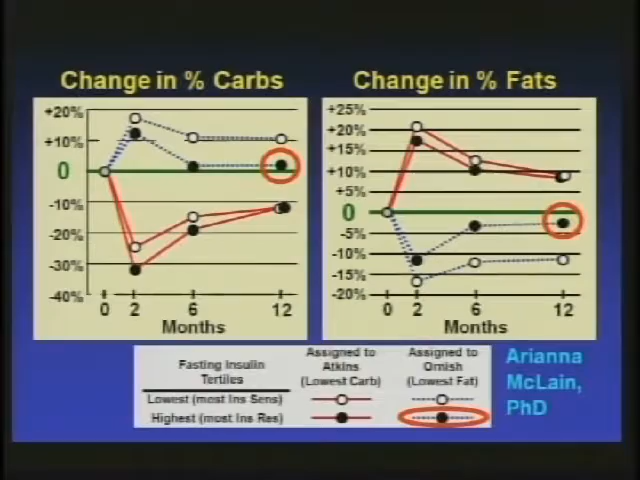 Change in % Carbs
+20%
+10%
0
-10%
-20%
-30%
-40%
0 2 6 12
Months
Change in % Fats
+25%
+20%
+15%
+10%
+5%
0
-5%
-10%
-15%
-20%
0 2 6 12
Months
Fasting Insulin
Tertiles
Assigned to
Atkins
(Lowest Carb)
Assigned to
Ornish
(Lowest Fat)
Lowest (most Ins Sens)
Highest (most Ins Res)
Arianna
McLain,
PhD